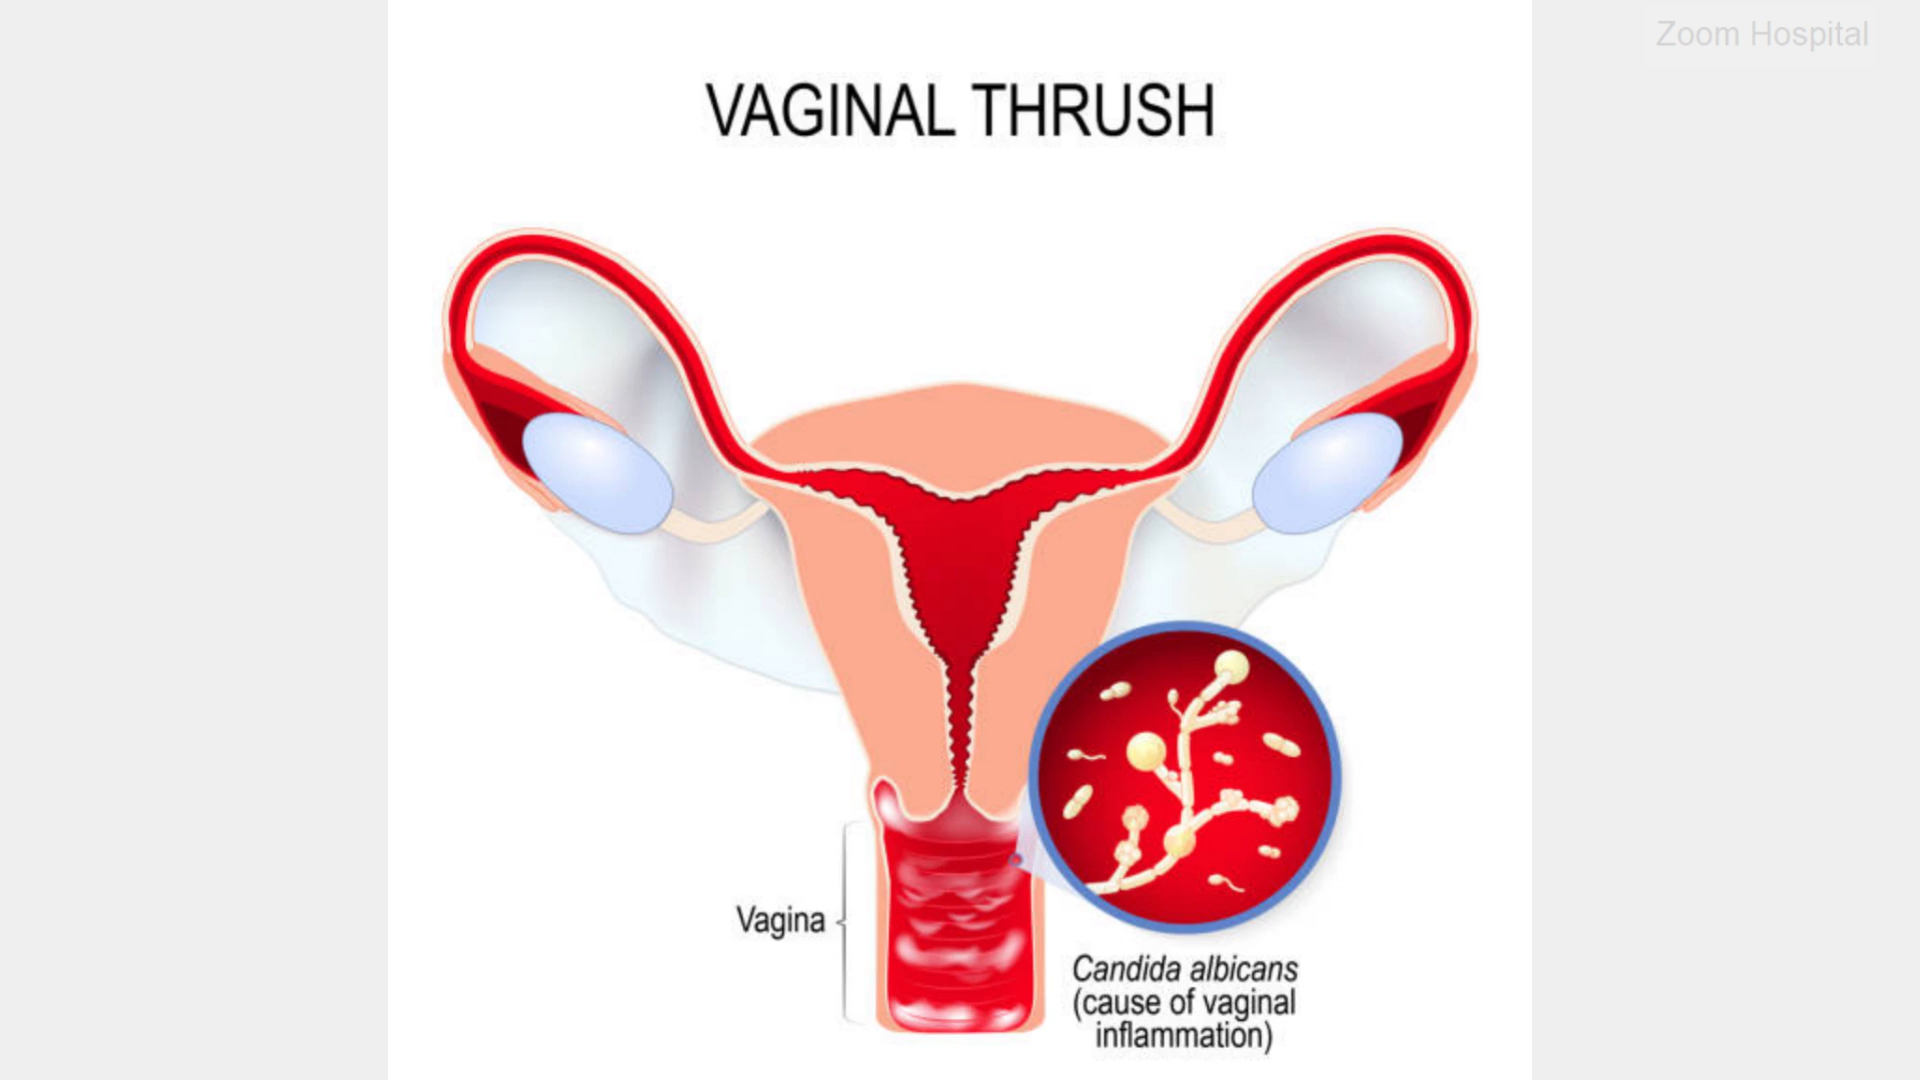 Zoom Hospital
VAGINAL THRUSH
Vagina
Candida albicans
(cause of vaginal
inflammation)